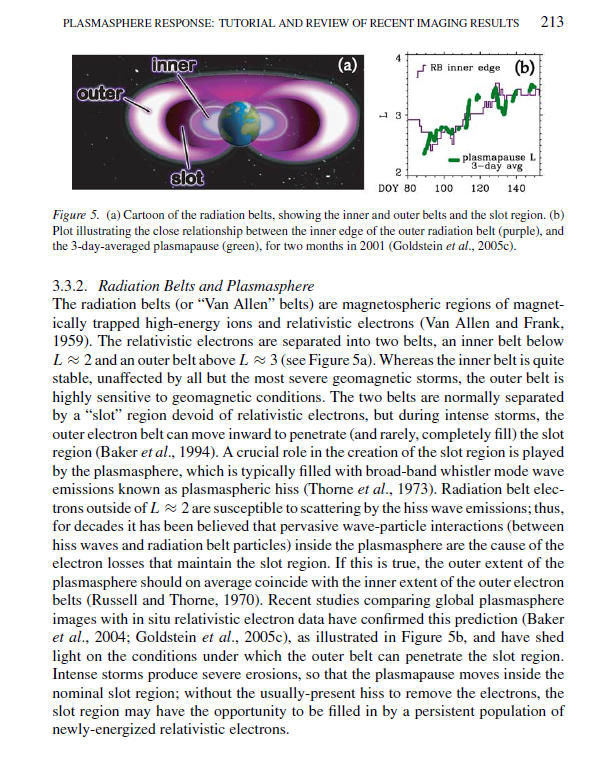 PLASMASPHERE RESPONSE: TUTORIAL AND REVIEW OF RECENT IMAGING RESULTS 213
(a)
inner
outer
slot
(b)
4
RB inner edge
L 3
plasmapause L
3-day avg
2
DOY 80 100 120 140
Figure 5. (a) Cartoon of the radiation belts, showing the inner and outer belts and the slot region. (b)
Plot illustrating the close relationship between the inner edge of the outer radiation belt (purple), and
the 3-day-averaged plasmapause (green), for two months in 2001 (Goldstein et al., 2005c).
3.3.2. Radiation Belts and Plasmasphere
The radiation belts (or “Van Allen” belts) are magnetospheric regions of magnet-
ically trapped high-energy ions and relativistic electrons (Van Allen and Frank,
1959). The relativistic electrons are separated into two belts, an inner belt below
L ≈ 2 and an outer belt above L ≈ 3 (see Figure 5a). Whereas the inner belt is quite
stable, unaffected by all but the most severe geomagnetic storms, the outer belt is
highly sensitive to geomagnetic conditions. The two belts are normally separated
by a “slot” region devoid of relativistic electrons, but during intense storms, the
outer electron belt can move inward to penetrate (and rarely, completely fill) the slot
region (Baker et al., 1994). A crucial role in the creation of the slot region is played
by the plasmasphere, which is typically filled with broad-band whistler mode wave
emissions known as plasmaspheric hiss (Thorne et al., 1973). Radiation belt elec-
trons outside of L ≈ 2 are susceptible to scattering by the hiss wave emissions; thus,
for decades it has been believed that pervasive wave-particle interactions (between
hiss waves and radiation belt particles) inside the plasmasphere are the cause of the
electron losses that maintain the slot region. If this is true, the outer extent of the
plasmasphere should on average coincide with the inner extent of the outer electron
belts (Russell and Thorne, 1970). Recent studies comparing global plasmasphere
images with in situ relativistic electron data have confirmed this prediction (Baker
et al., 2004; Goldstein et al., 2005c), as illustrated in Figure 5b, and have shed
light on the conditions under which the outer belt can penetrate the slot region.
Intense storms produce severe erosions, so that the plasmapause moves inside the
nominal slot region; without the usually-present hiss to remove the electrons, the
slot region may have the opportunity to be filled in by a persistent population of
newly-energized relativistic electrons.